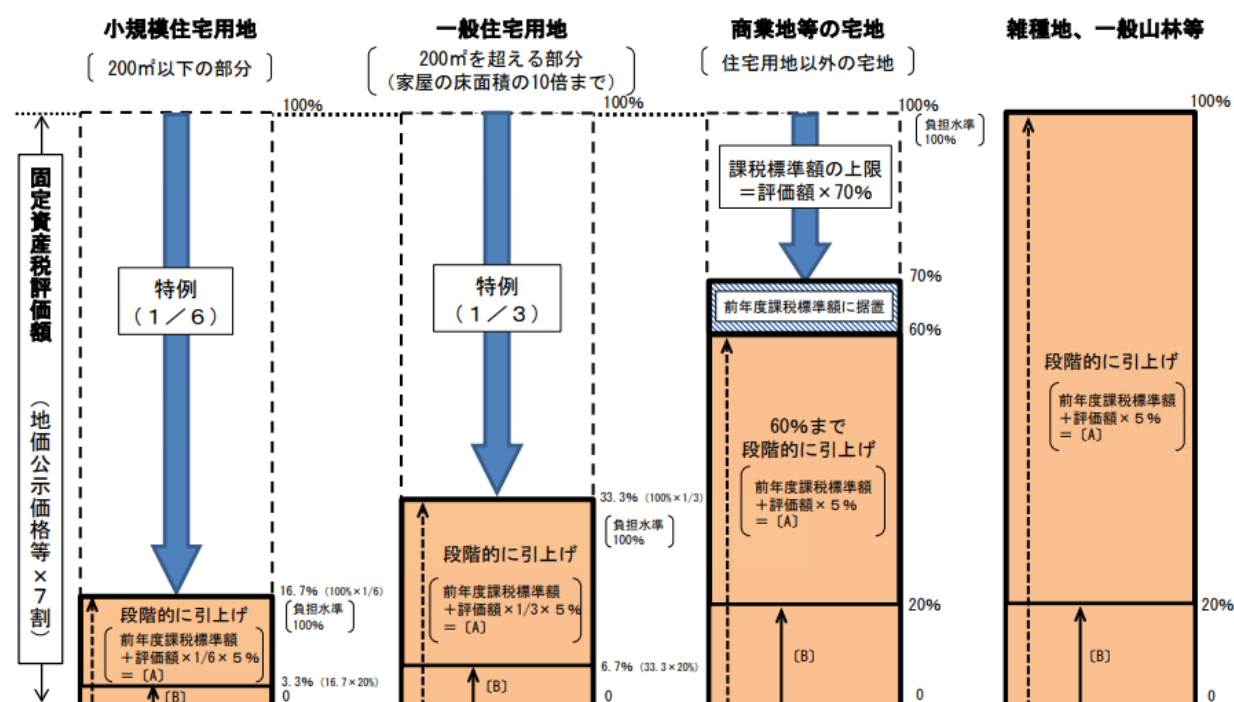 小規模住宅用地
200㎡以下の部分
一般住宅用地
200㎡を超える部分
（家屋の床面積の10倍まで）
商業地等の宅地
住宅用地以外の宅地
雑種地、一般山林等
固定資産税評価額
（地価公示価格等×７割）
100%
特例
（１／６）
16.7% (100%×1/6)
負担水準
100%
段階的に引上げ
前年度課税標準額
＋評価額×1/6×５%
＝〔A〕
3.3% (16.7×20%)
〔B〕
0
100%
特例
（１／３）
33.3% (100%×1/3)
負担水準
100%
段階的に引上げ
前年度課税標準額
＋評価額×1/3×５%
＝〔A〕
6.7% (33.3×20%)
〔B〕
0
100%
負担水準
100%
課税標準額の上限
＝評価額×70%
70%
前年度課税標準額に据置
60%
60%まで
段階的に引上げ
前年度課税標準額
＋評価額×５%
＝〔A〕
20%
〔B〕
0
100%
段階的に引上げ
前年度課税標準額
＋評価額×５%
＝〔A〕
20%
〔B〕
0